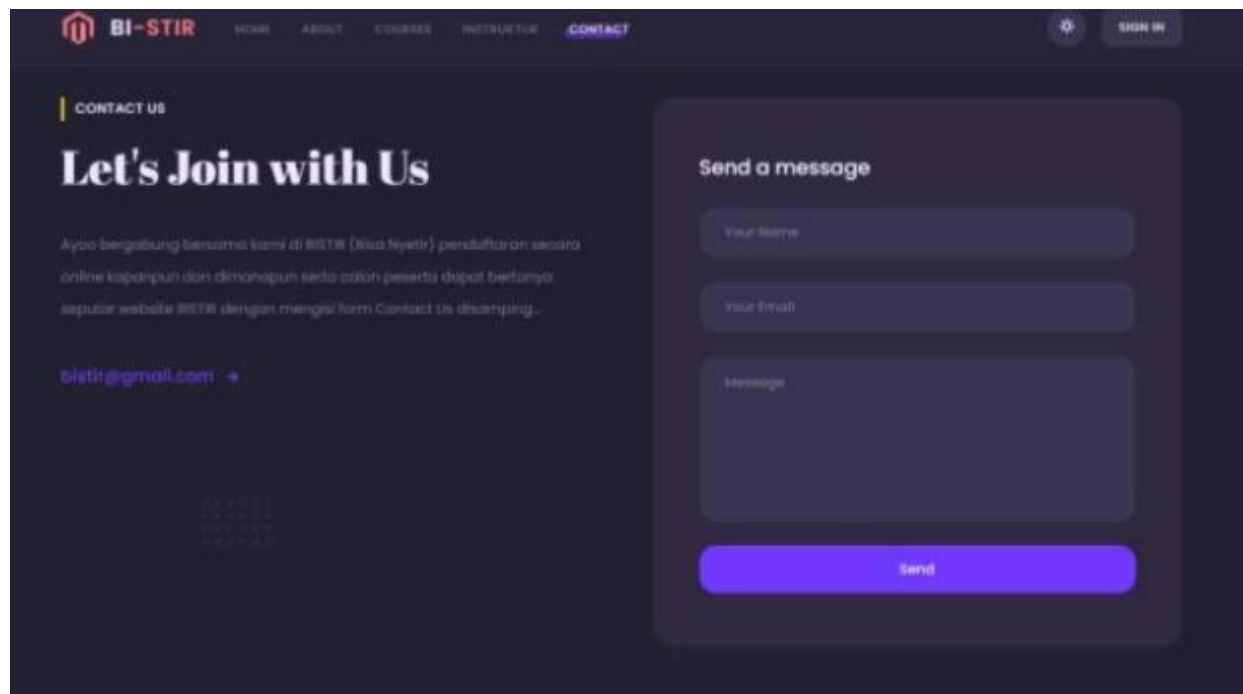 BI-STIR
HOME ABOUT COURSES INSTRUKTUR CONTACT
SIGN IN
CONTACT US
Let's Join with Us
Ayoo bergabung bersama kami di BISTIR (Bisa Nyetir) pendaftaran secara
online kapanpun dan dimanapun serta calon peserta dapat bertanya
seputar website BISTIR dengan mengisi form Contact Us disamping...
bistir@gmail.com →
Send a message
Your Name
Your Email
Message
Send